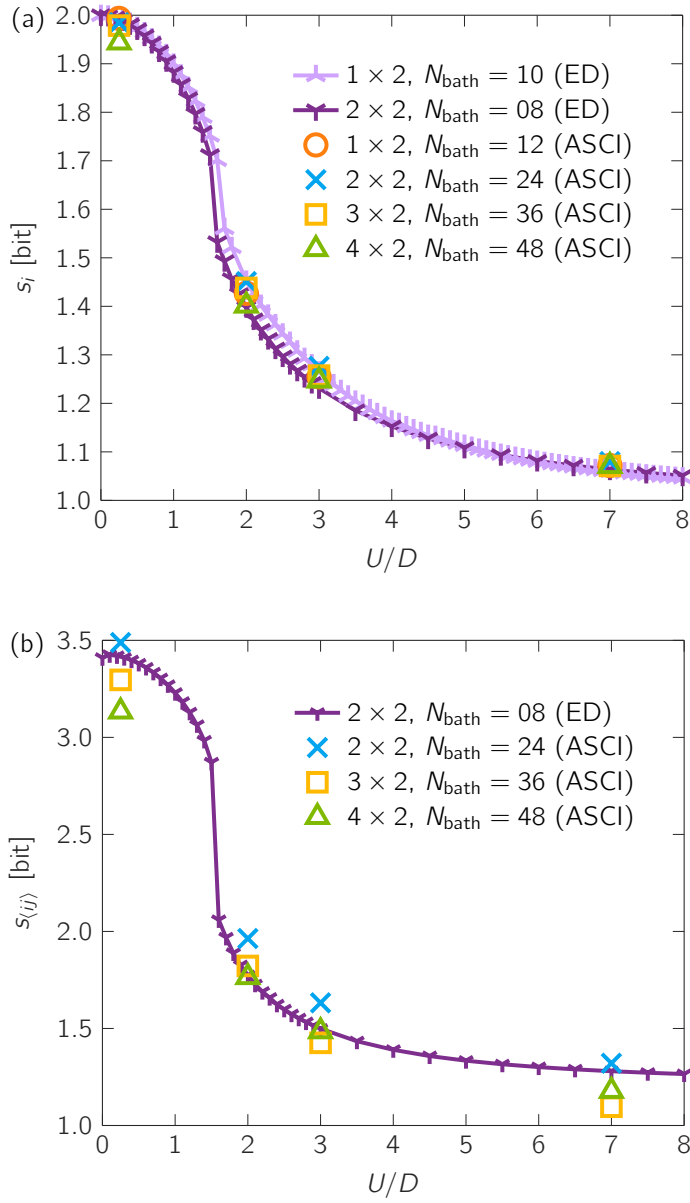 (a)
2.0
1.9
1.8
1.7
1.6
1.5
1.4
1.3
1.2
1.1
1.0
s_i [bit]
1 × 2, N_bath = 10 (ED)
2 × 2, N_bath = 08 (ED)
1 × 2, N_bath = 12 (ASCI)
2 × 2, N_bath = 24 (ASCI)
3 × 2, N_bath = 36 (ASCI)
4 × 2, N_bath = 48 (ASCI)
0 1 2 3 4 5 6 7 8
U/D
(b)
3.5
3.0
2.5
2.0
1.5
1.0
s_⟨ij⟩ [bit]
2 × 2, N_bath = 08 (ED)
2 × 2, N_bath = 24 (ASCI)
3 × 2, N_bath = 36 (ASCI)
4 × 2, N_bath = 48 (ASCI)
0 1 2 3 4 5 6 7 8
U/D